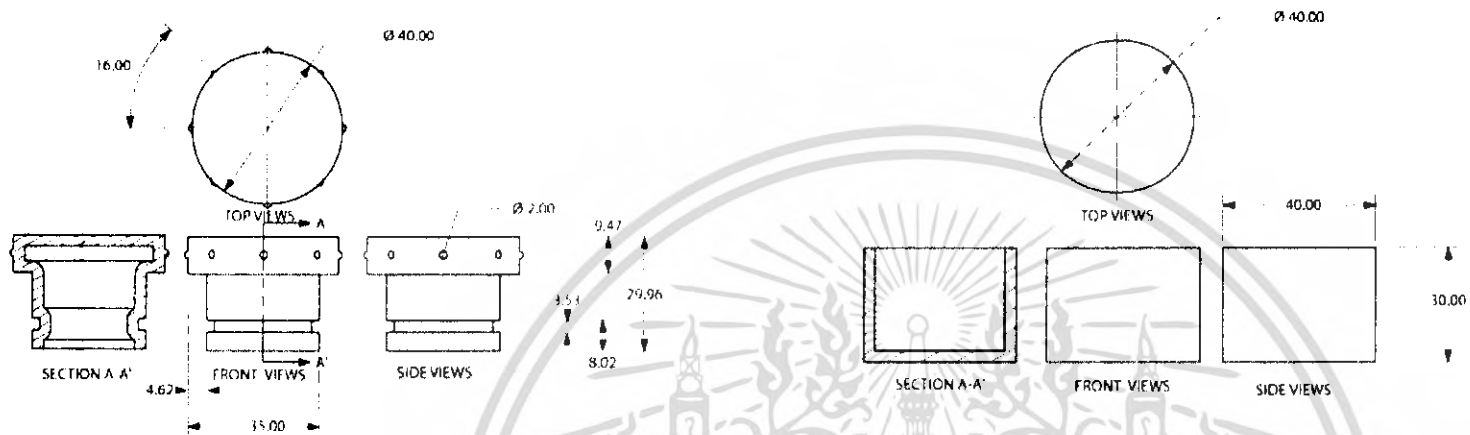 Ø 40.00
16.00
TOP VIEWS
A
Ø 2.00
9.47
3.53
29.96
8.02
A'
SECTION A-A'
FRONT VIEWS
SIDE VIEWS
4.62
35.00
Ø 40.00
TOP VIEWS
40.00
30.00
SECTION A-A'
FRONT VIEWS
SIDE VIEWS